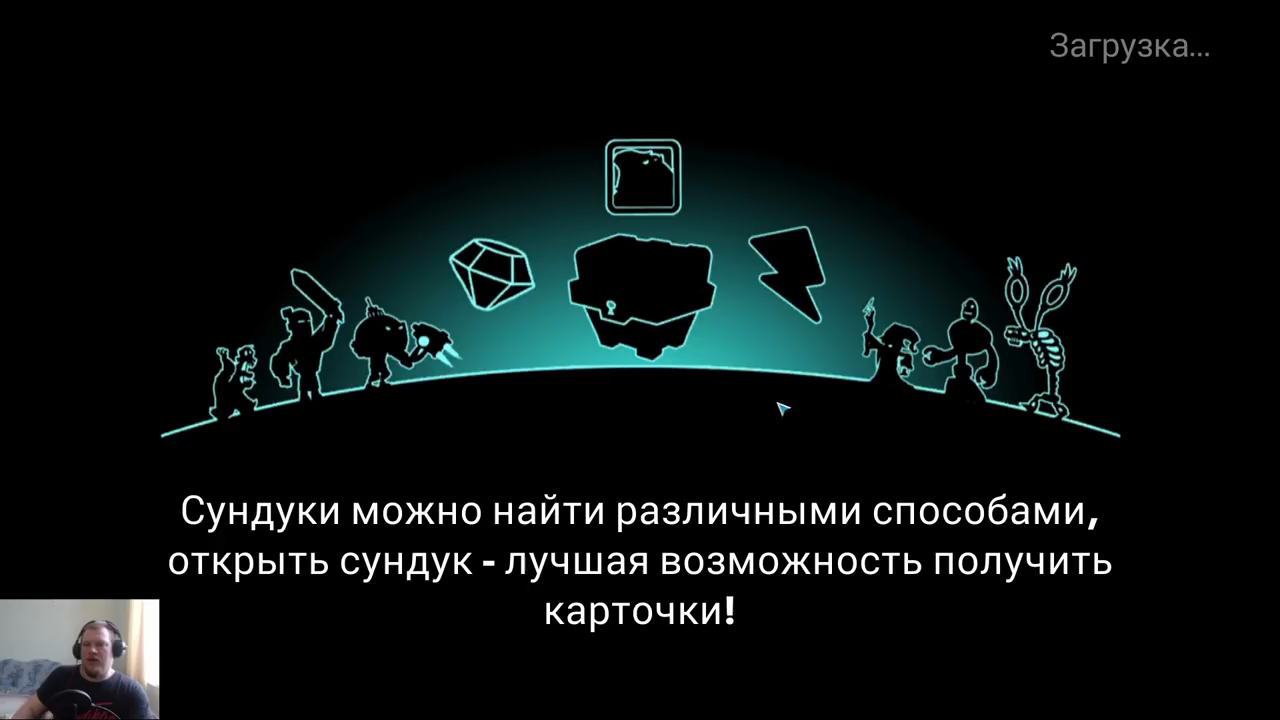 Загрузка...
Сундуки можно найти различными способами,
открыть сундук - лучшая возможность получить
карточки!